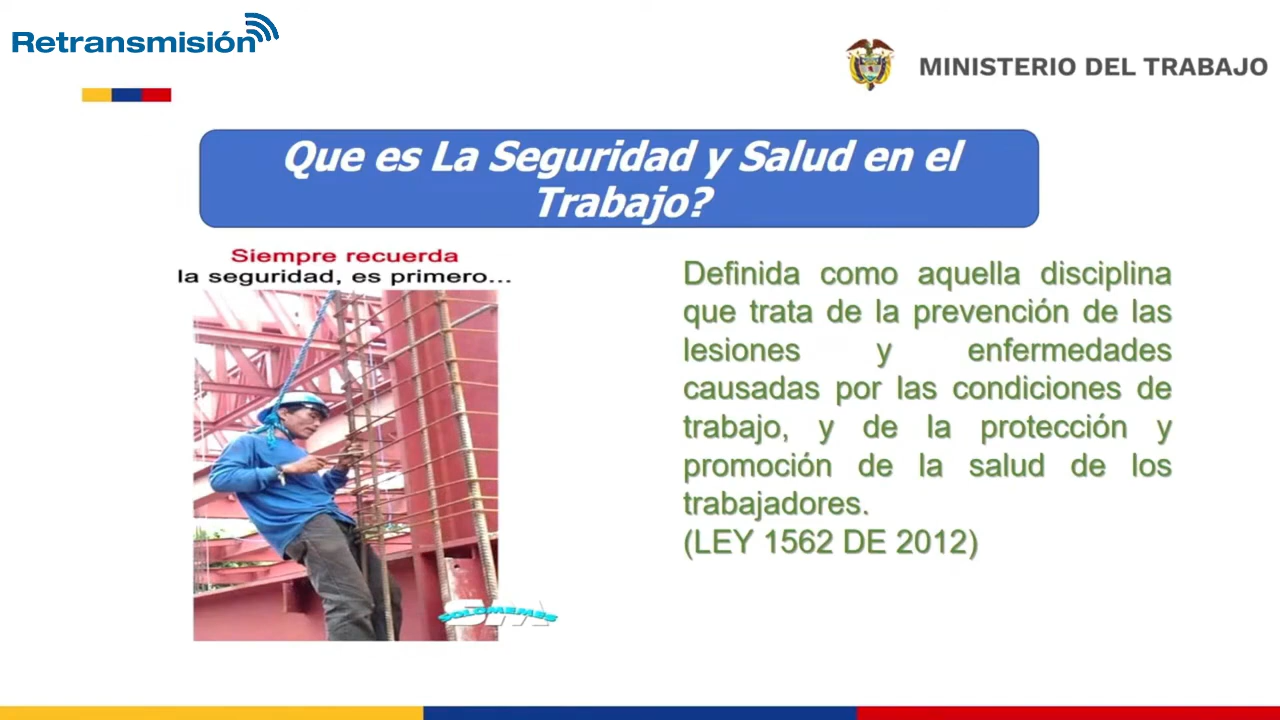 Retransmisión
MINISTERIO DEL TRABAJO
Que es La Seguridad y Salud en el
Trabajo?
Siempre recuerda
la seguridad, es primero...
Definida como aquella disciplina
que trata de la prevención de las
lesiones y enfermedades
causadas por las condiciones de
trabajo, y de la protección y
promoción de la salud de los
trabajadores.
(LEY 1562 DE 2012)
SM
SOLOMEMES